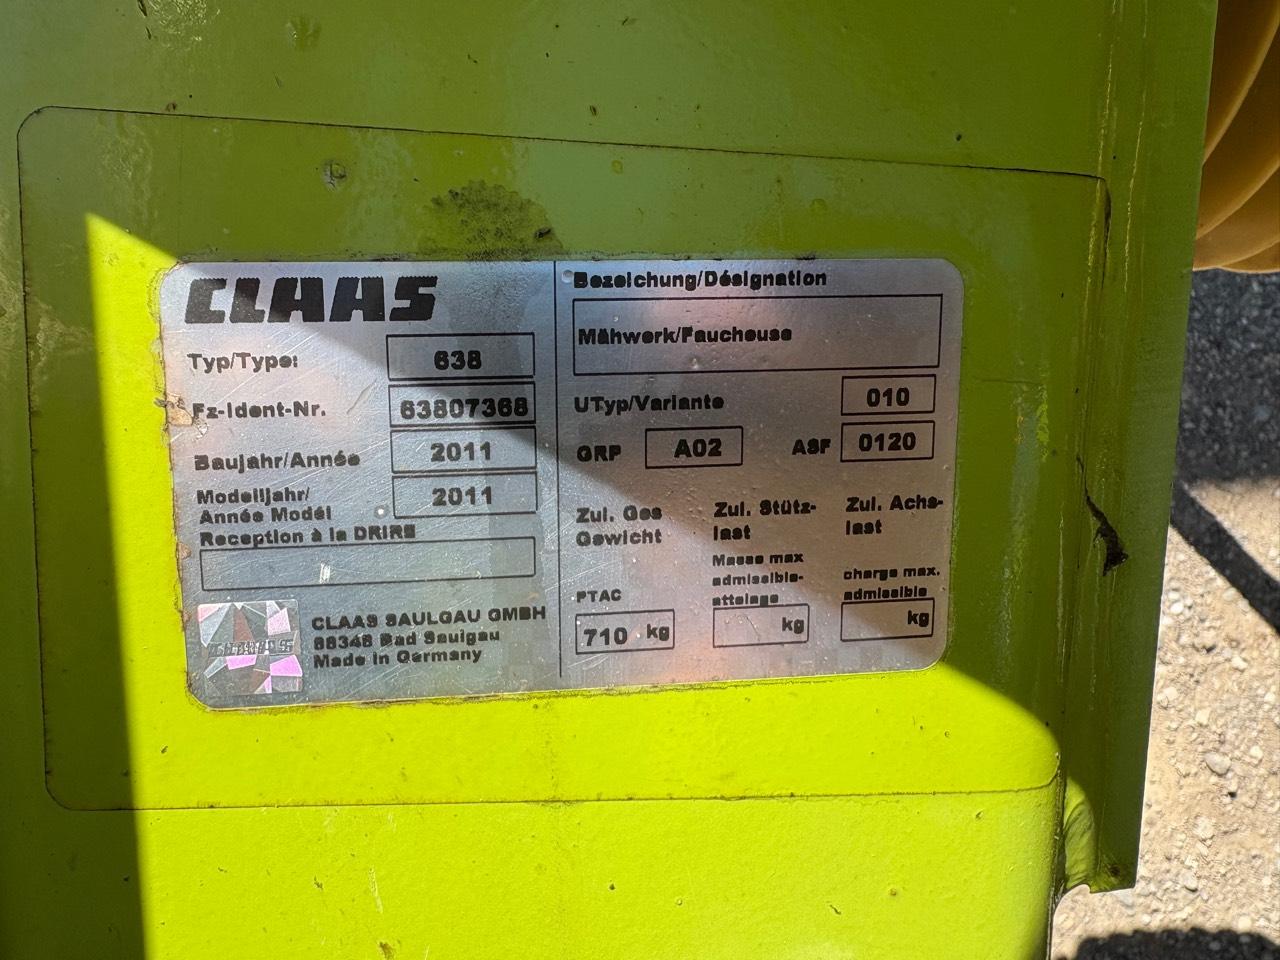 CLAAS
Typ/Type: 638
Fz-Ident-Nr. 63807368
Baujahr/Année 2011
Modelljahr/
Année Modèl 2011
Reception à la DRIRE
CLAAS SAULGAU GMBH
88348 Bad Saulgau
Made in Germany
Bezeichung/Désignation
Mähwerk/Faucheuse
UTyp/Variante 010
GRP A02 ASF 0120
Zul. Ges Gewicht
PTAC
710 kg
Zul. Stütz-
last
Masse max
admissible-
attelage
kg
Zul. Achs-
last
charge max.
admissible
kg